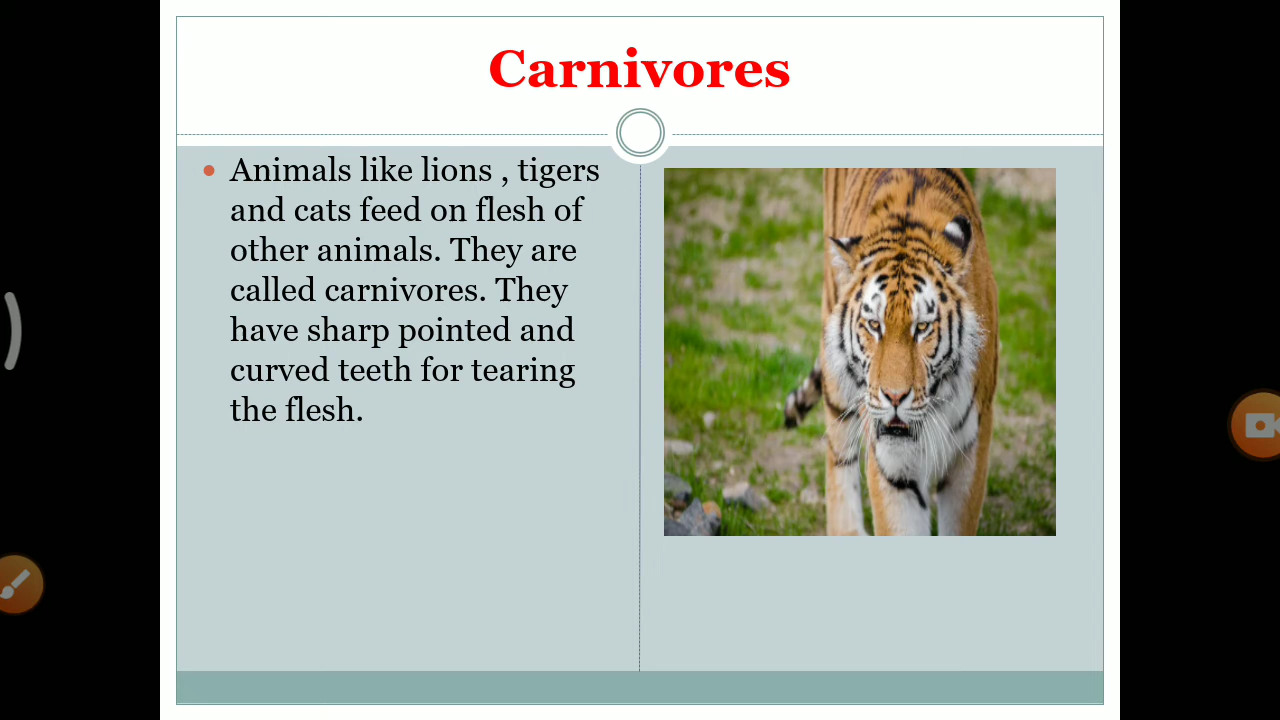 Carnivores
Animals like lions , tigers
and cats feed on flesh of
other animals. They are
called carnivores. They
have sharp pointed and
curved teeth for tearing
the flesh.